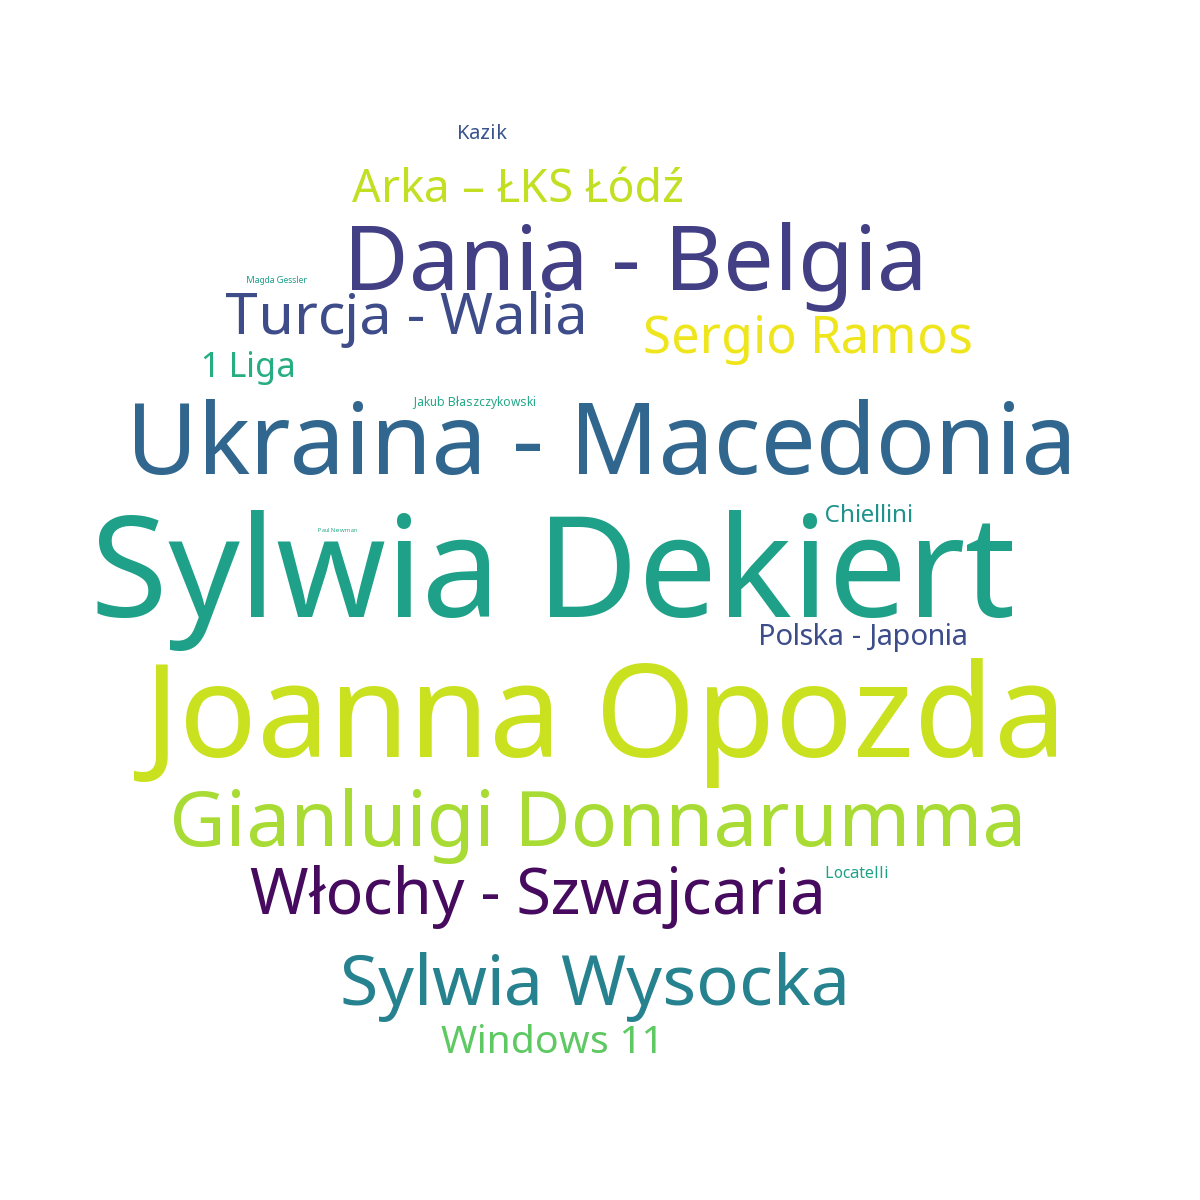 Kazik
Arka – ŁKS Łódź
Dania - Belgia
Magda Gessler
Turcja - Walia
Sergio Ramos
1 Liga
Jakub Błaszczykowski
Ukraina - Macedonia
Chiellini
Paul Newman
Sylwia Dekiert
Polska - Japonia
Joanna Opozda
Gianluigi Donnarumma
Włochy - Szwajcaria
Locatelli
Sylwia Wysocka
Windows 11